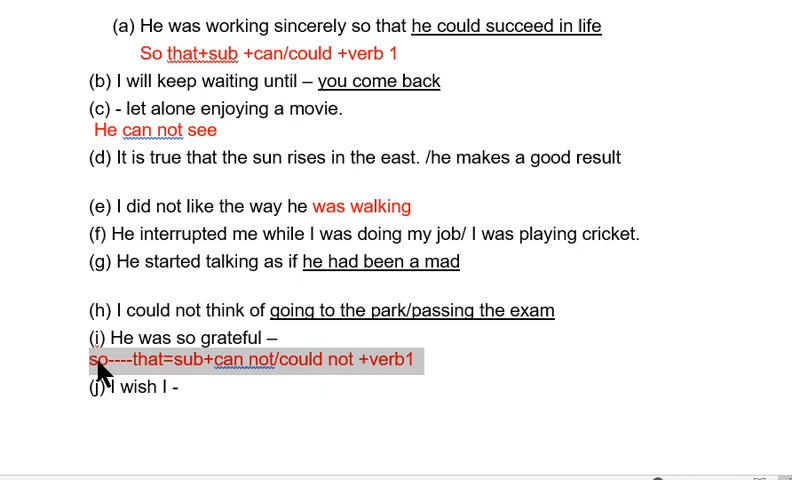 (a) He was working sincerely so that he could succeed in life
So that+sub +can/could +verb 1
(b) I will keep waiting until – you come back
(c) - let alone enjoying a movie.
He can not see
(d) It is true that the sun rises in the east. /he makes a good result
(e) I did not like the way he was walking
(f) He interrupted me while I was doing my job/ I was playing cricket.
(g) He started talking as if he had been a mad
(h) I could not think of going to the park/passing the exam
(i) He was so grateful –
so----that=sub+can not/could not +verb1
(j) I wish I -